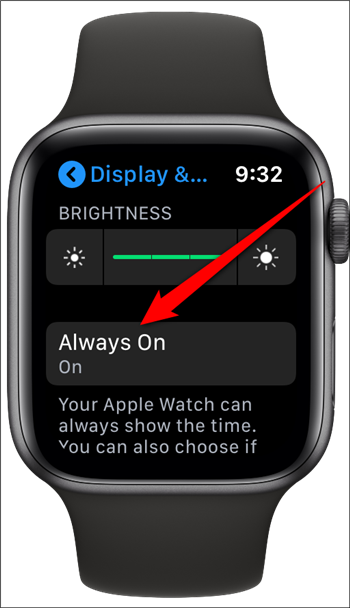 Display &... 9:32
BRIGHTNESS
Always On
On
Your Apple Watch can
always show the time.
You can also choose if